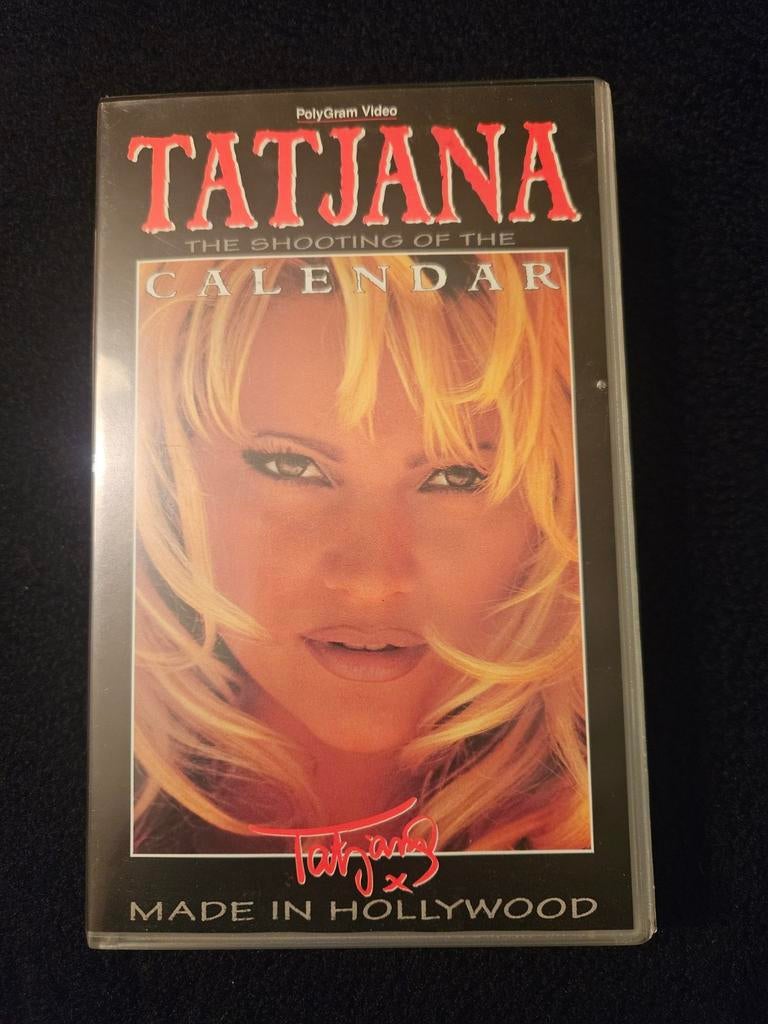 PolyGram Video
TATJANA
THE SHOOTING OF THE
CALENDAR
Tatjana
x
MADE IN HOLLYWOOD